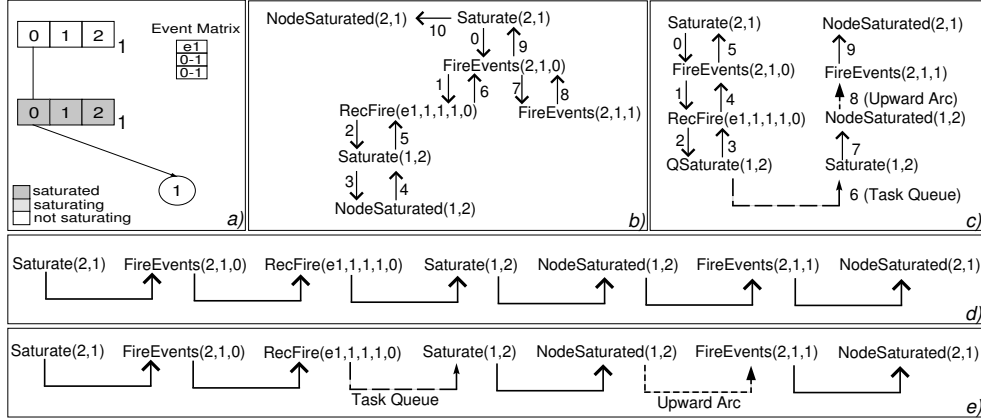 0 1 2 1
Event Matrix
e1
0-1
0-1
0 1 2 1
1
saturated
saturating
not saturating
a)
NodeSaturated(2,1)
10
Saturate(2,1)
0
9
FireEvents(2,1,0)
1
6
7
8
RecFire(e1,1,1,1,0)
FireEvents(2,1,1)
2
5
Saturate(1,2)
3
4
NodeSaturated(1,2)
b)
Saturate(2,1)
0
5
FireEvents(2,1,0)
1
4
RecFire(e1,1,1,1,0)
2
3
QSaturate(1,2)
NodeSaturated(2,1)
9
FireEvents(2,1,1)
8 (Upward Arc)
NodeSaturated(1,2)
7
Saturate(1,2)
6 (Task Queue)
c)
Saturate(2,1) FireEvents(2,1,0) RecFire(e1,1,1,1,0) Saturate(1,2) NodeSaturated(1,2) FireEvents(2,1,1) NodeSaturated(2,1)
d)
Saturate(2,1) FireEvents(2,1,0) RecFire(e1,1,1,1,0) Saturate(1,2) NodeSaturated(1,2) FireEvents(2,1,1) NodeSaturated(2,1)
Task Queue
Upward Arc
e)